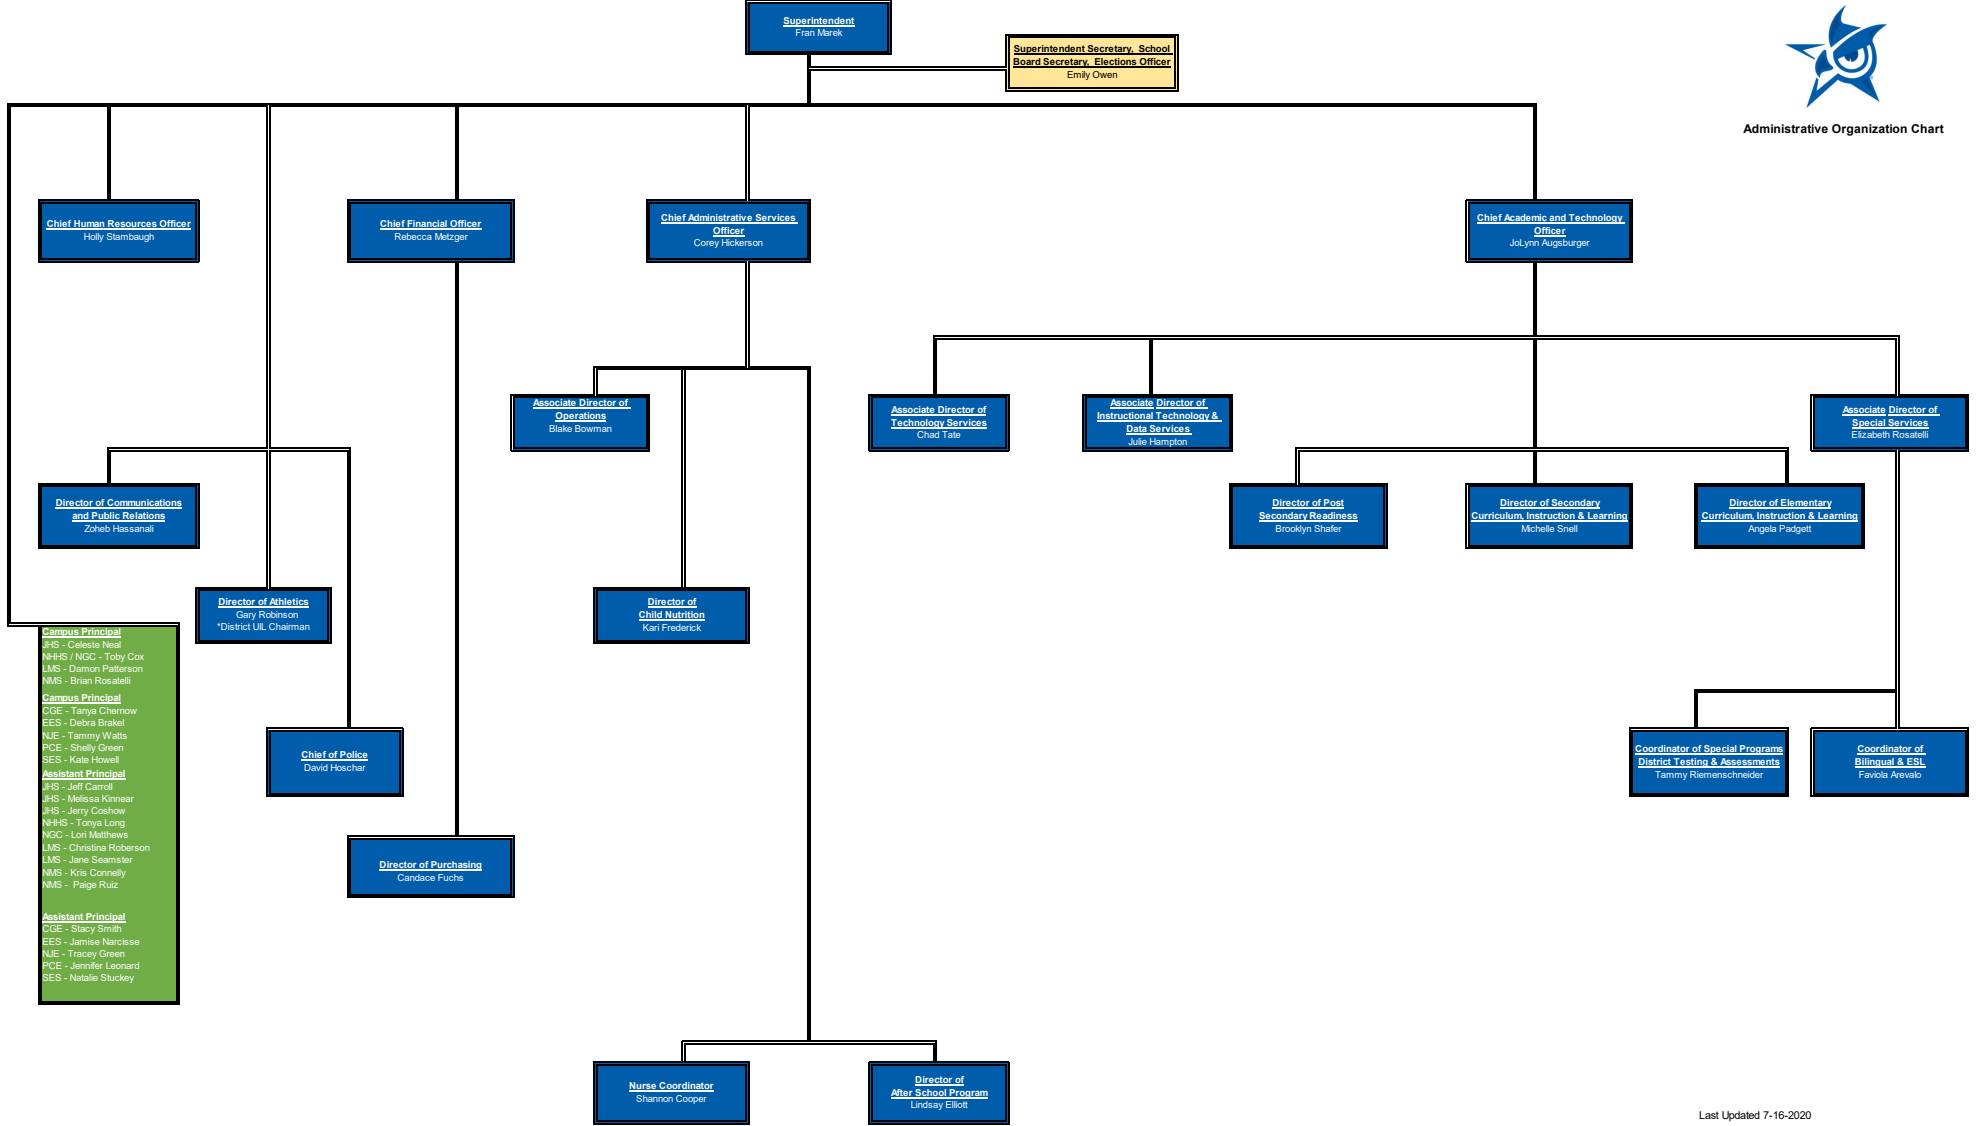 Superintendent
Fran Marek
Superintendent Secretary, School
Board Secretary, Elections Officer
Emily Owen
Administrative Organization Chart
Chief Human Resources Officer
Holly Stambaugh
Chief Financial Officer
Rebecca Metzger
Chief Administrative Services
Officer
Corey Hickerson
Chief Academic and Technology
Officer
JoLynn Augsburger
Associate Director of
Operations
Blake Bowman
Associate Director of
Technology Services
Chad Tate
Associate Director of
Instructional Technology &
Data Services
Julie Hampton
Associate Director of
Special Services
Elizabeth Rosatelli
Director of Communications
and Public Relations
Zoheb Hassanali
Director of Post
Secondary Readiness
Brooklyn Shafer
Director of Secondary
Curriculum, Instruction & Learning
Michelle Snell
Director of Elementary
Curriculum, Instruction & Learning
Angela Padgett
Director of Athletics
Gary Robinson
*District UIL Chairman
Director of
Child Nutrition
Kari Frederick
Campus Principal
JHS - Celeste Neal
NHHS / NGC - Toby Cox
LMS - Damon Patterson
NMS - Brian Rosatelli
Campus Principal
CGE - Tanya Chernow
EES - Debra Brakel
NJE - Tammy Watts
PCE - Shelly Green
SES - Kate Howell
Assistant Principal
JHS - Jeff Carroll
JHS - Melissa Kinnear
JHS - Jerry Coshow
NHHS - Tonya Long
NGC - Lori Matthews
LMS - Christina Roberson
LMS - Jane Seamster
NMS - Kris Connelly
NMS - Paige Ruiz
Assistant Principal
CGE - Stacy Smith
EES - Jamise Narcisse
NJE - Tracey Green
PCE - Jennifer Leonard
SES - Natalie Stuckey
Chief of Police
David Hoschar
Coordinator of Special Programs
District Testing & Assessments
Tammy Riemenschneider
Coordinator of
Bilingual & ESL
Faviola Arevalo
Director of Purchasing
Candace Fuchs
Nurse Coordinator
Shannon Cooper
Director of
After School Program
Lindsay Elliott
Last Updated 7-16-2020